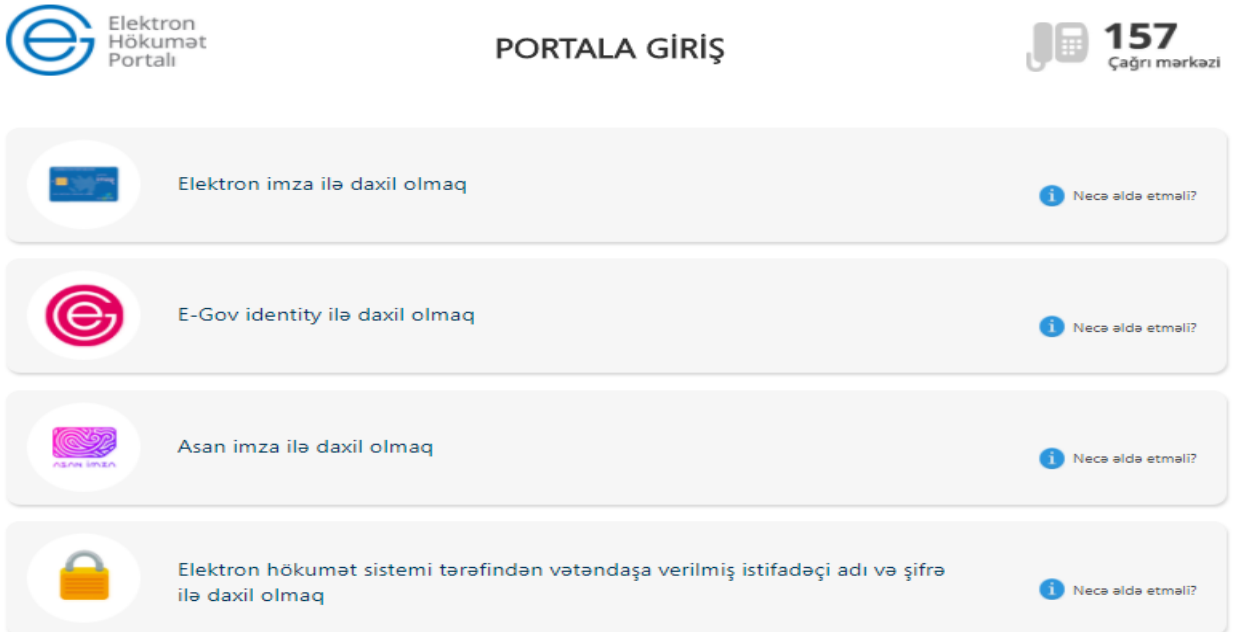 Elektron
Hökumət
Portalı
PORTALA GİRİŞ
157
Çağrı mərkəzi
Elektron imza ilə daxil olmaq
Necə əldə etməli?
E-Gov identity ilə daxil olmaq
Necə əldə etməli?
Asan imza ilə daxil olmaq
ASAN İMZA
Necə əldə etməli?
Elektron hökumət sistemi tərəfindən vətəndaşa verilmiş istifadəçi adı və şifrə
ilə daxil olmaq
Necə əldə etməli?